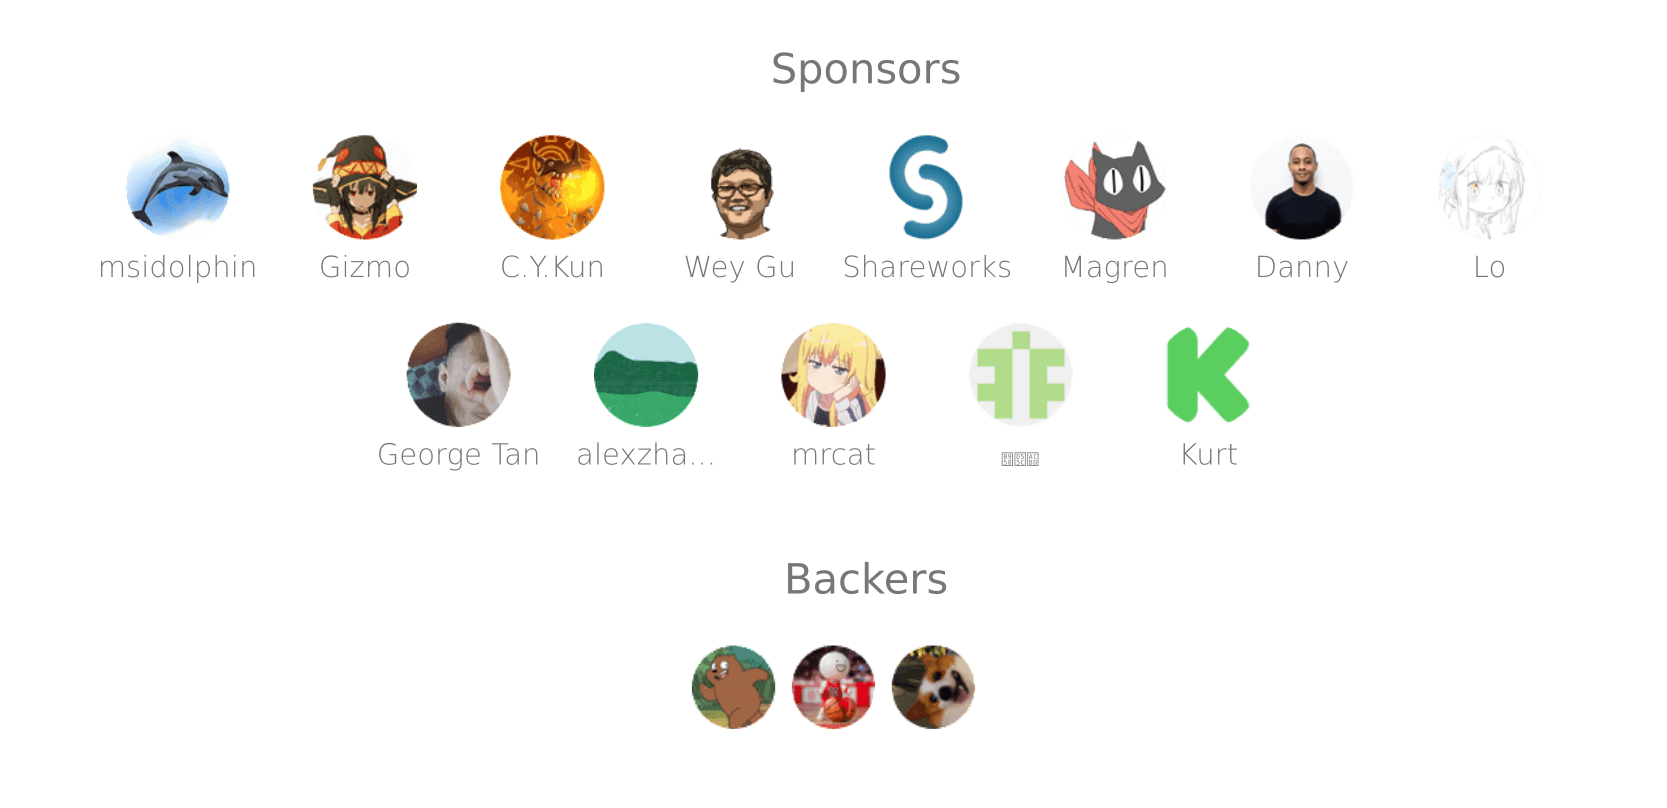 Sponsors
msidolphin Gizmo C.Y.Kun Wey Gu Shareworks Magren Danny Lo
George Tan alexzha... mrcat Kurt
Backers